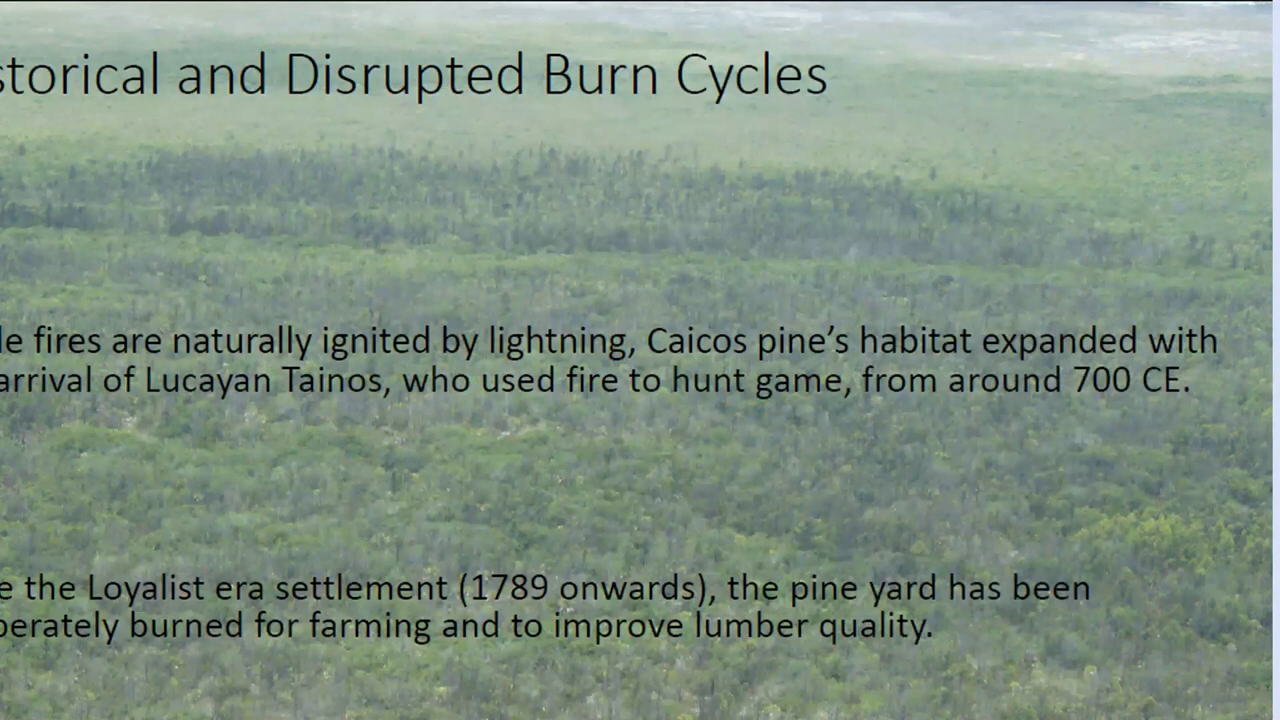 storical and Disrupted Burn Cycles
le fires are naturally ignited by lightning, Caicos pine’s habitat expanded with
arrival of Lucayan Tainos, who used fire to hunt game, from around 700 CE.
e the Loyalist era settlement (1789 onwards), the pine yard has been
perately burned for farming and to improve lumber quality.